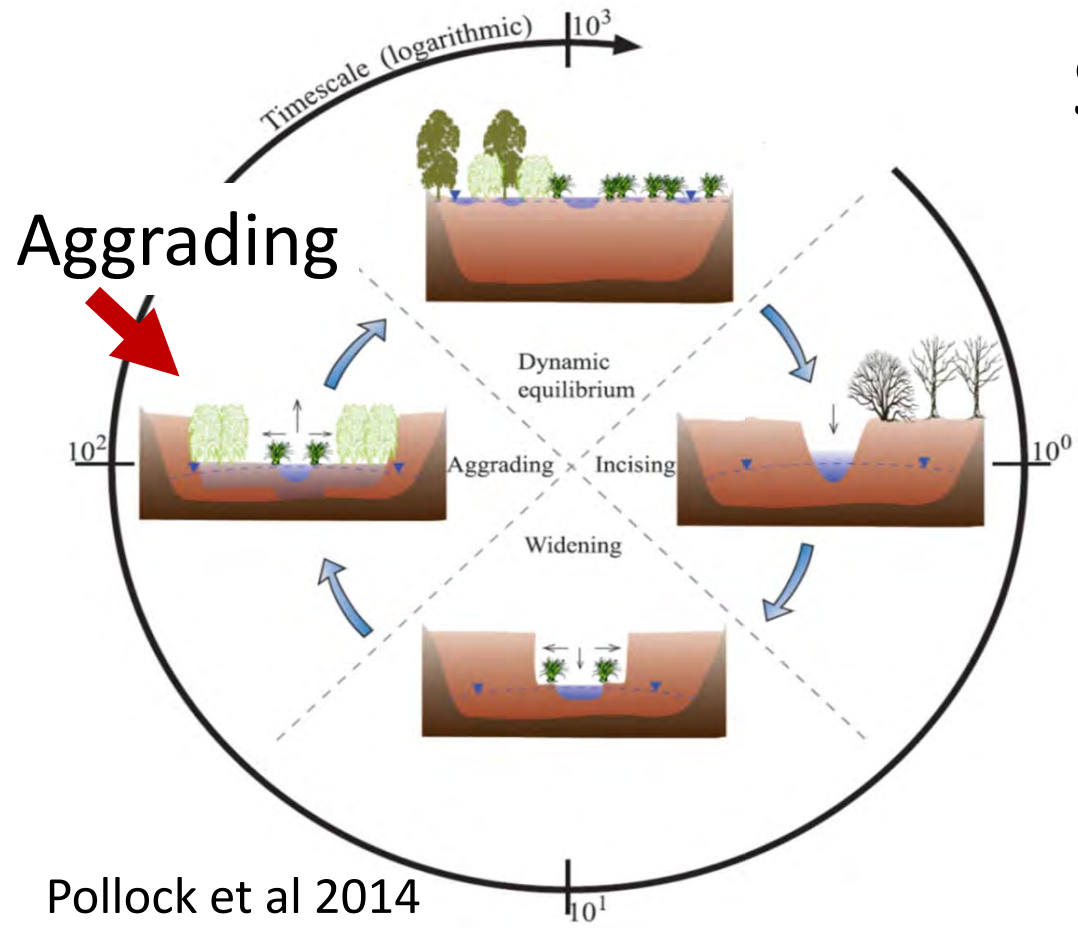 Timescale (logarithmic)
10³
Aggrading
Dynamic
equilibrium
10²
Aggrading
Incising
10⁰
Widening
Pollock et al 2014
10¹